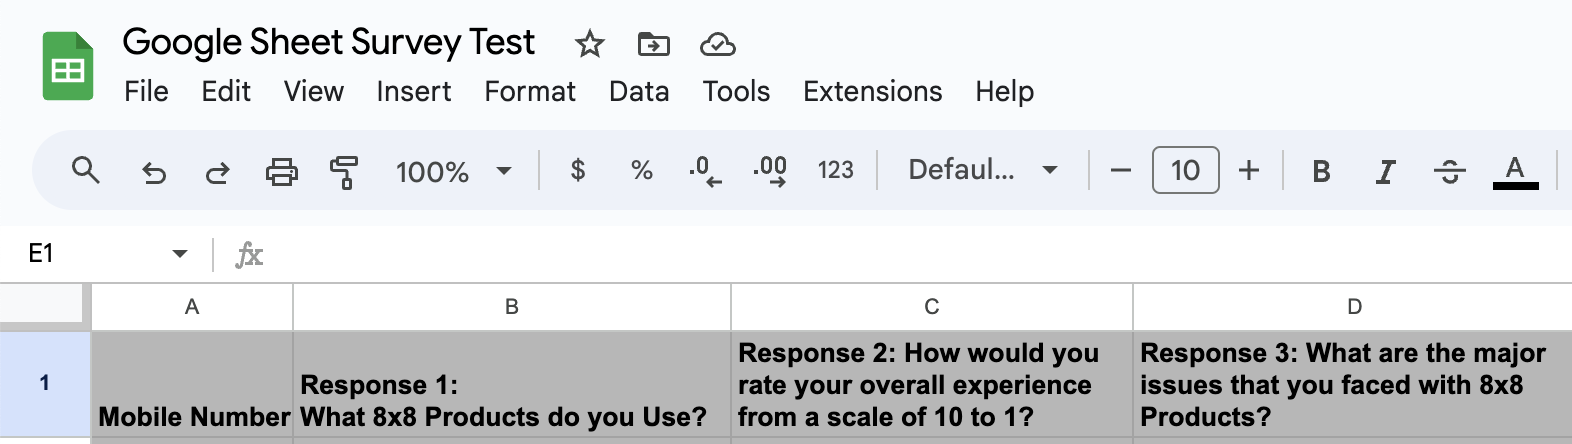 Google Sheet Survey Test
File Edit View Insert Format Data Tools Extensions Help
100% $ % .0 .00 123 Defaul... − 10 + B I S A
E1 fx
A B C D
1
Mobile Number
Response 1:
What 8x8 Products do you Use?
Response 2: How would you
rate your overall experience
from a scale of 10 to 1?
Response 3: What are the major
issues that you faced with 8x8
Products?